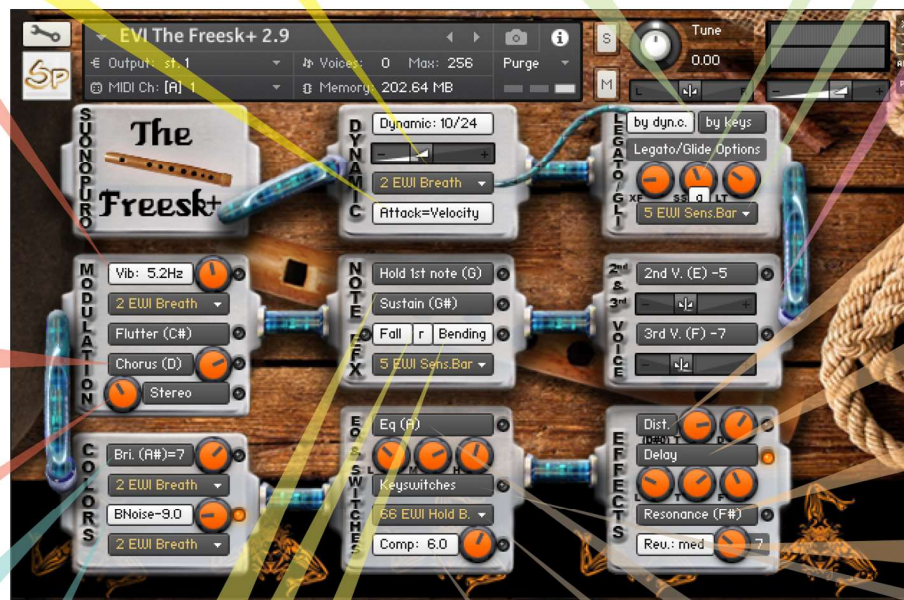 EVI The Freesk+ 2.9
Output: st. 1
Voices: 0 Max: 256
Purge
MIDI Ch: [A] 1
Memory: 202.64 MB
S
M
Tune
0.00
L R
SP
SUONOPURO
The
Freesk+
DYNAMIC
Dynamic: 10/24
- +
2 EWI Breath
Attack=Velocity
LEGATO/GLI
by dyn.c. by keys
Legato/Glide Options
XF SS g LT
5 EWI Sens.Bar
MODULATION
Vib: 5.2Hz
2 EWI Breath
Flutter (C#)
Chorus (D)
Stereo
NOTE FX
Hold 1st note (G)
Sustain (G#)
Fall r Bending
5 EWI Sens.Bar
2nd & 3rd VOICE
2nd V. (E) -5
- +
3rd V. (F) -7
- +
COLORS
Bri. (A#)=7
2 EWI Breath
BNoise-9.0
2 EWI Breath
EQ, SWITCHES
Eq (A)
L M H
Keyswitches
66 EWI Hold B.
Comp: 6.0
EFFECTS
Dist.
(D#0) T D
Delay
L T F
Resonance (F#)
Rev.: med 7